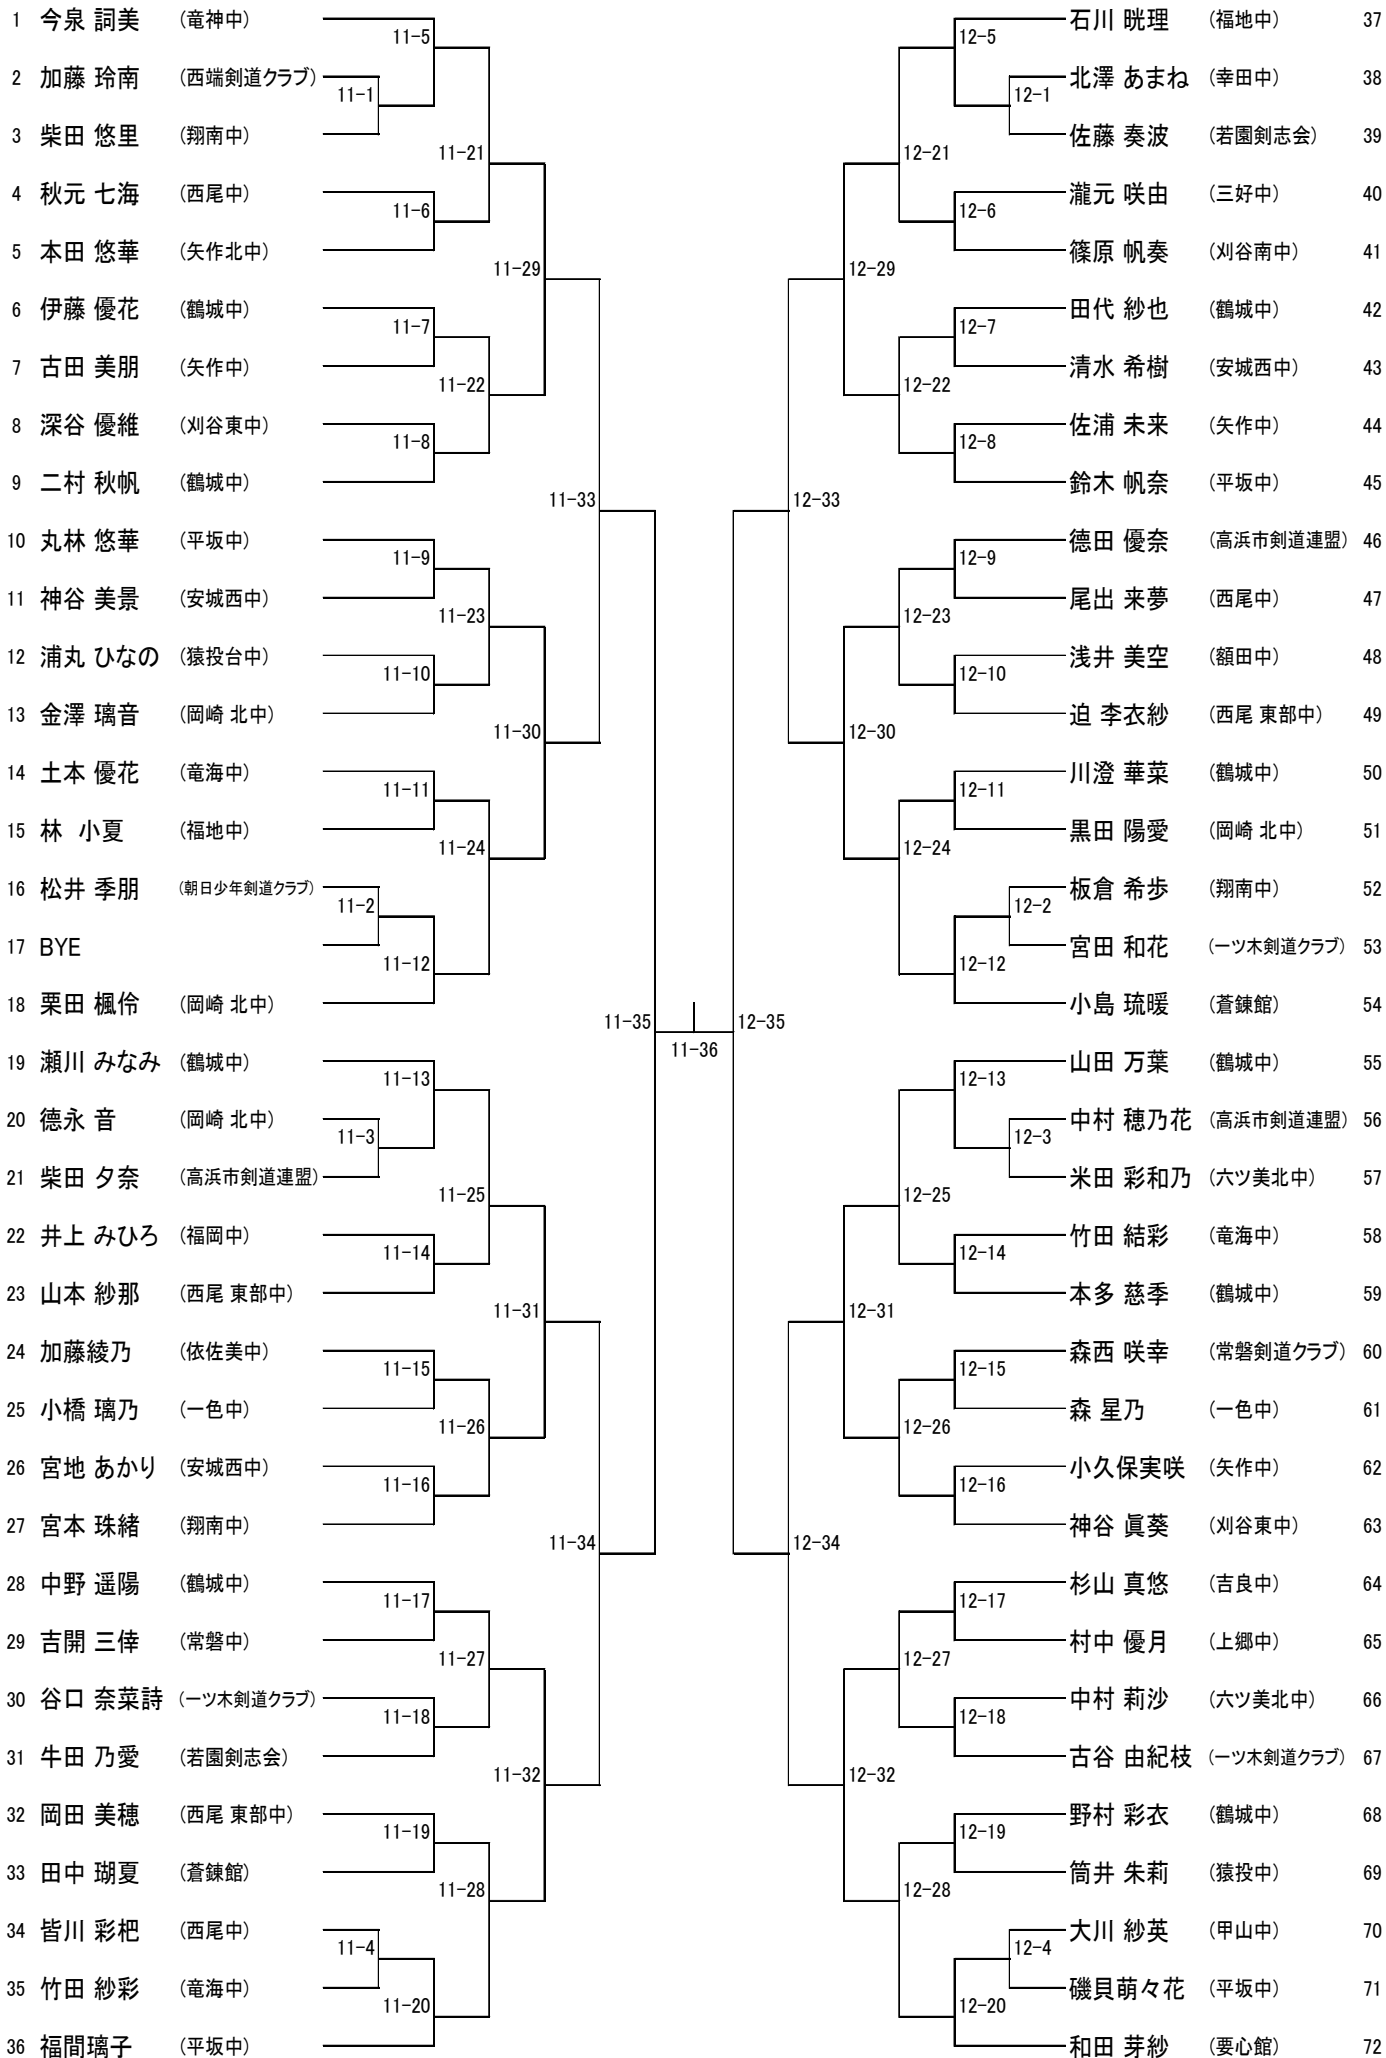 1 今泉 詞美 (竜神中)
11-5
2 加藤 玲南 (西端剣道クラブ)
11-1
3 柴田 悠里 (翔南中)
11-21
4 秋元 七海 (西尾中)
11-6
5 本田 悠華 (矢作北中)
11-29
6 伊藤 優花 (鶴城中)
11-7
7 古田 美朋 (矢作中)
11-22
8 深谷 優維 (刈谷東中)
11-8
9 二村 秋帆 (鶴城中)
11-33
10 丸林 悠華 (平坂中)
11-9
11 神谷 美景 (安城西中)
11-23
12 浦丸 ひなの (猿投台中)
11-10
13 金澤 璃音 (岡崎 北中)
11-30
14 土本 優花 (竜海中)
11-11
15 林 小夏 (福地中)
11-24
16 松井 季朋 (朝日少年剣道クラブ)
11-2
17 BYE
11-12
18 栗田 楓伶 (岡崎 北中)
11-35
19 瀬川 みなみ (鶴城中)
11-13
20 德永 音 (岡崎 北中)
11-3
21 柴田 夕奈 (高浜市剣道連盟)
11-25
22 井上 みひろ (福岡中)
11-14
23 山本 紗那 (西尾 東部中)
11-31
24 加藤綾乃 (依佐美中)
11-15
25 小橋 璃乃 (一色中)
11-26
26 宮地 あかり (安城西中)
11-16
27 宮本 珠緒 (翔南中)
11-34
28 中野 遥陽 (鶴城中)
11-17
29 吉開 三倖 (常磐中)
11-27
30 谷口 奈菜詩 (一ツ木剣道クラブ)
11-18
31 牛田 乃愛 (若園剣志会)
11-32
32 岡田 美穂 (西尾 東部中)
11-19
33 田中 瑚夏 (蒼錬館)
11-28
34 皆川 彩杷 (西尾中)
11-4
35 竹田 紗彩 (竜海中)
11-20
36 福間璃子 (平坂中)
11-36
石川 晄理 (福地中) 37
12-5
北澤 あまね (幸田中) 38
12-1
佐藤 奏波 (若園剣志会) 39
12-21
瀧元 咲由 (三好中) 40
12-6
篠原 帆奏 (刈谷南中) 41
12-29
田代 紗也 (鶴城中) 42
12-7
清水 希樹 (安城西中) 43
12-22
佐浦 未来 (矢作中) 44
12-8
鈴木 帆奈 (平坂中) 45
12-33
德田 優奈 (高浜市剣道連盟) 46
12-9
尾出 来夢 (西尾中) 47
12-23
浅井 美空 (額田中) 48
12-10
迫 李衣紗 (西尾 東部中) 49
12-30
川澄 華菜 (鶴城中) 50
12-11
黒田 陽愛 (岡崎 北中) 51
12-24
板倉 希歩 (翔南中) 52
12-2
宮田 和花 (一ツ木剣道クラブ) 53
12-12
小島 琉暖 (蒼錬館) 54
12-35
山田 万葉 (鶴城中) 55
12-13
中村 穂乃花 (高浜市剣道連盟) 56
12-3
米田 彩和乃 (六ツ美北中) 57
12-25
竹田 結彩 (竜海中) 58
12-14
本多 慈季 (鶴城中) 59
12-31
森西 咲幸 (常磐剣道クラブ) 60
12-15
森 星乃 (一色中) 61
12-26
小久保実咲 (矢作中) 62
12-16
神谷 眞葵 (刈谷東中) 63
12-34
杉山 真悠 (吉良中) 64
12-17
村中 優月 (上郷中) 65
12-27
中村 莉沙 (六ツ美北中) 66
12-18
古谷 由紀枝 (一ツ木剣道クラブ) 67
12-32
野村 彩衣 (鶴城中) 68
12-19
筒井 朱莉 (猿投中) 69
12-28
大川 紗英 (甲山中) 70
12-4
磯貝萌々花 (平坂中) 71
12-20
和田 芽紗 (要心館) 72